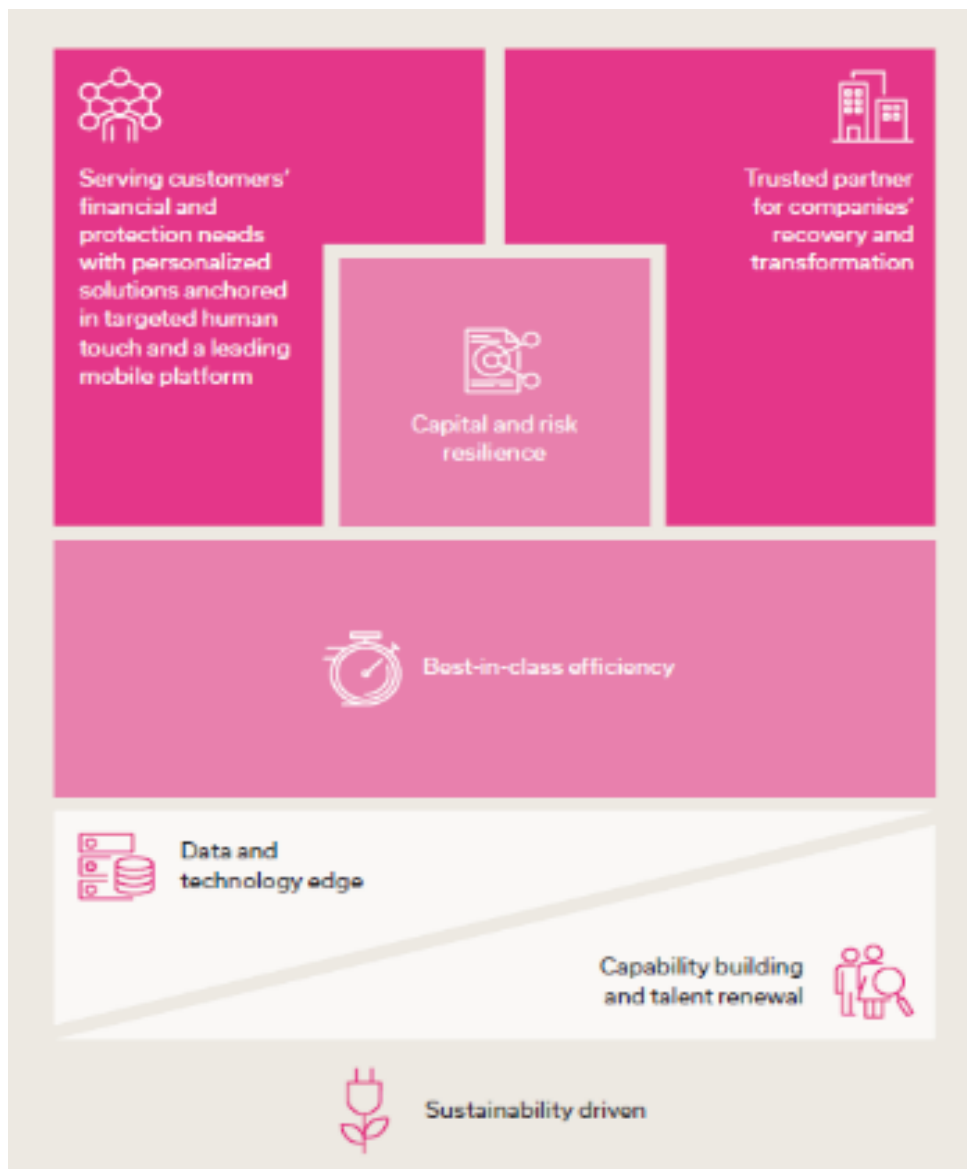 Serving customers'
financial and
protection needs
with personalized
solutions anchored
in targeted human
touch and a leading
mobile platform
Trusted partner
for companies'
recovery and
transformation
Capital and risk
resilience
Best-in-class efficiency
Data and
technology edge
Capability building
and talent renewal
Sustainability driven